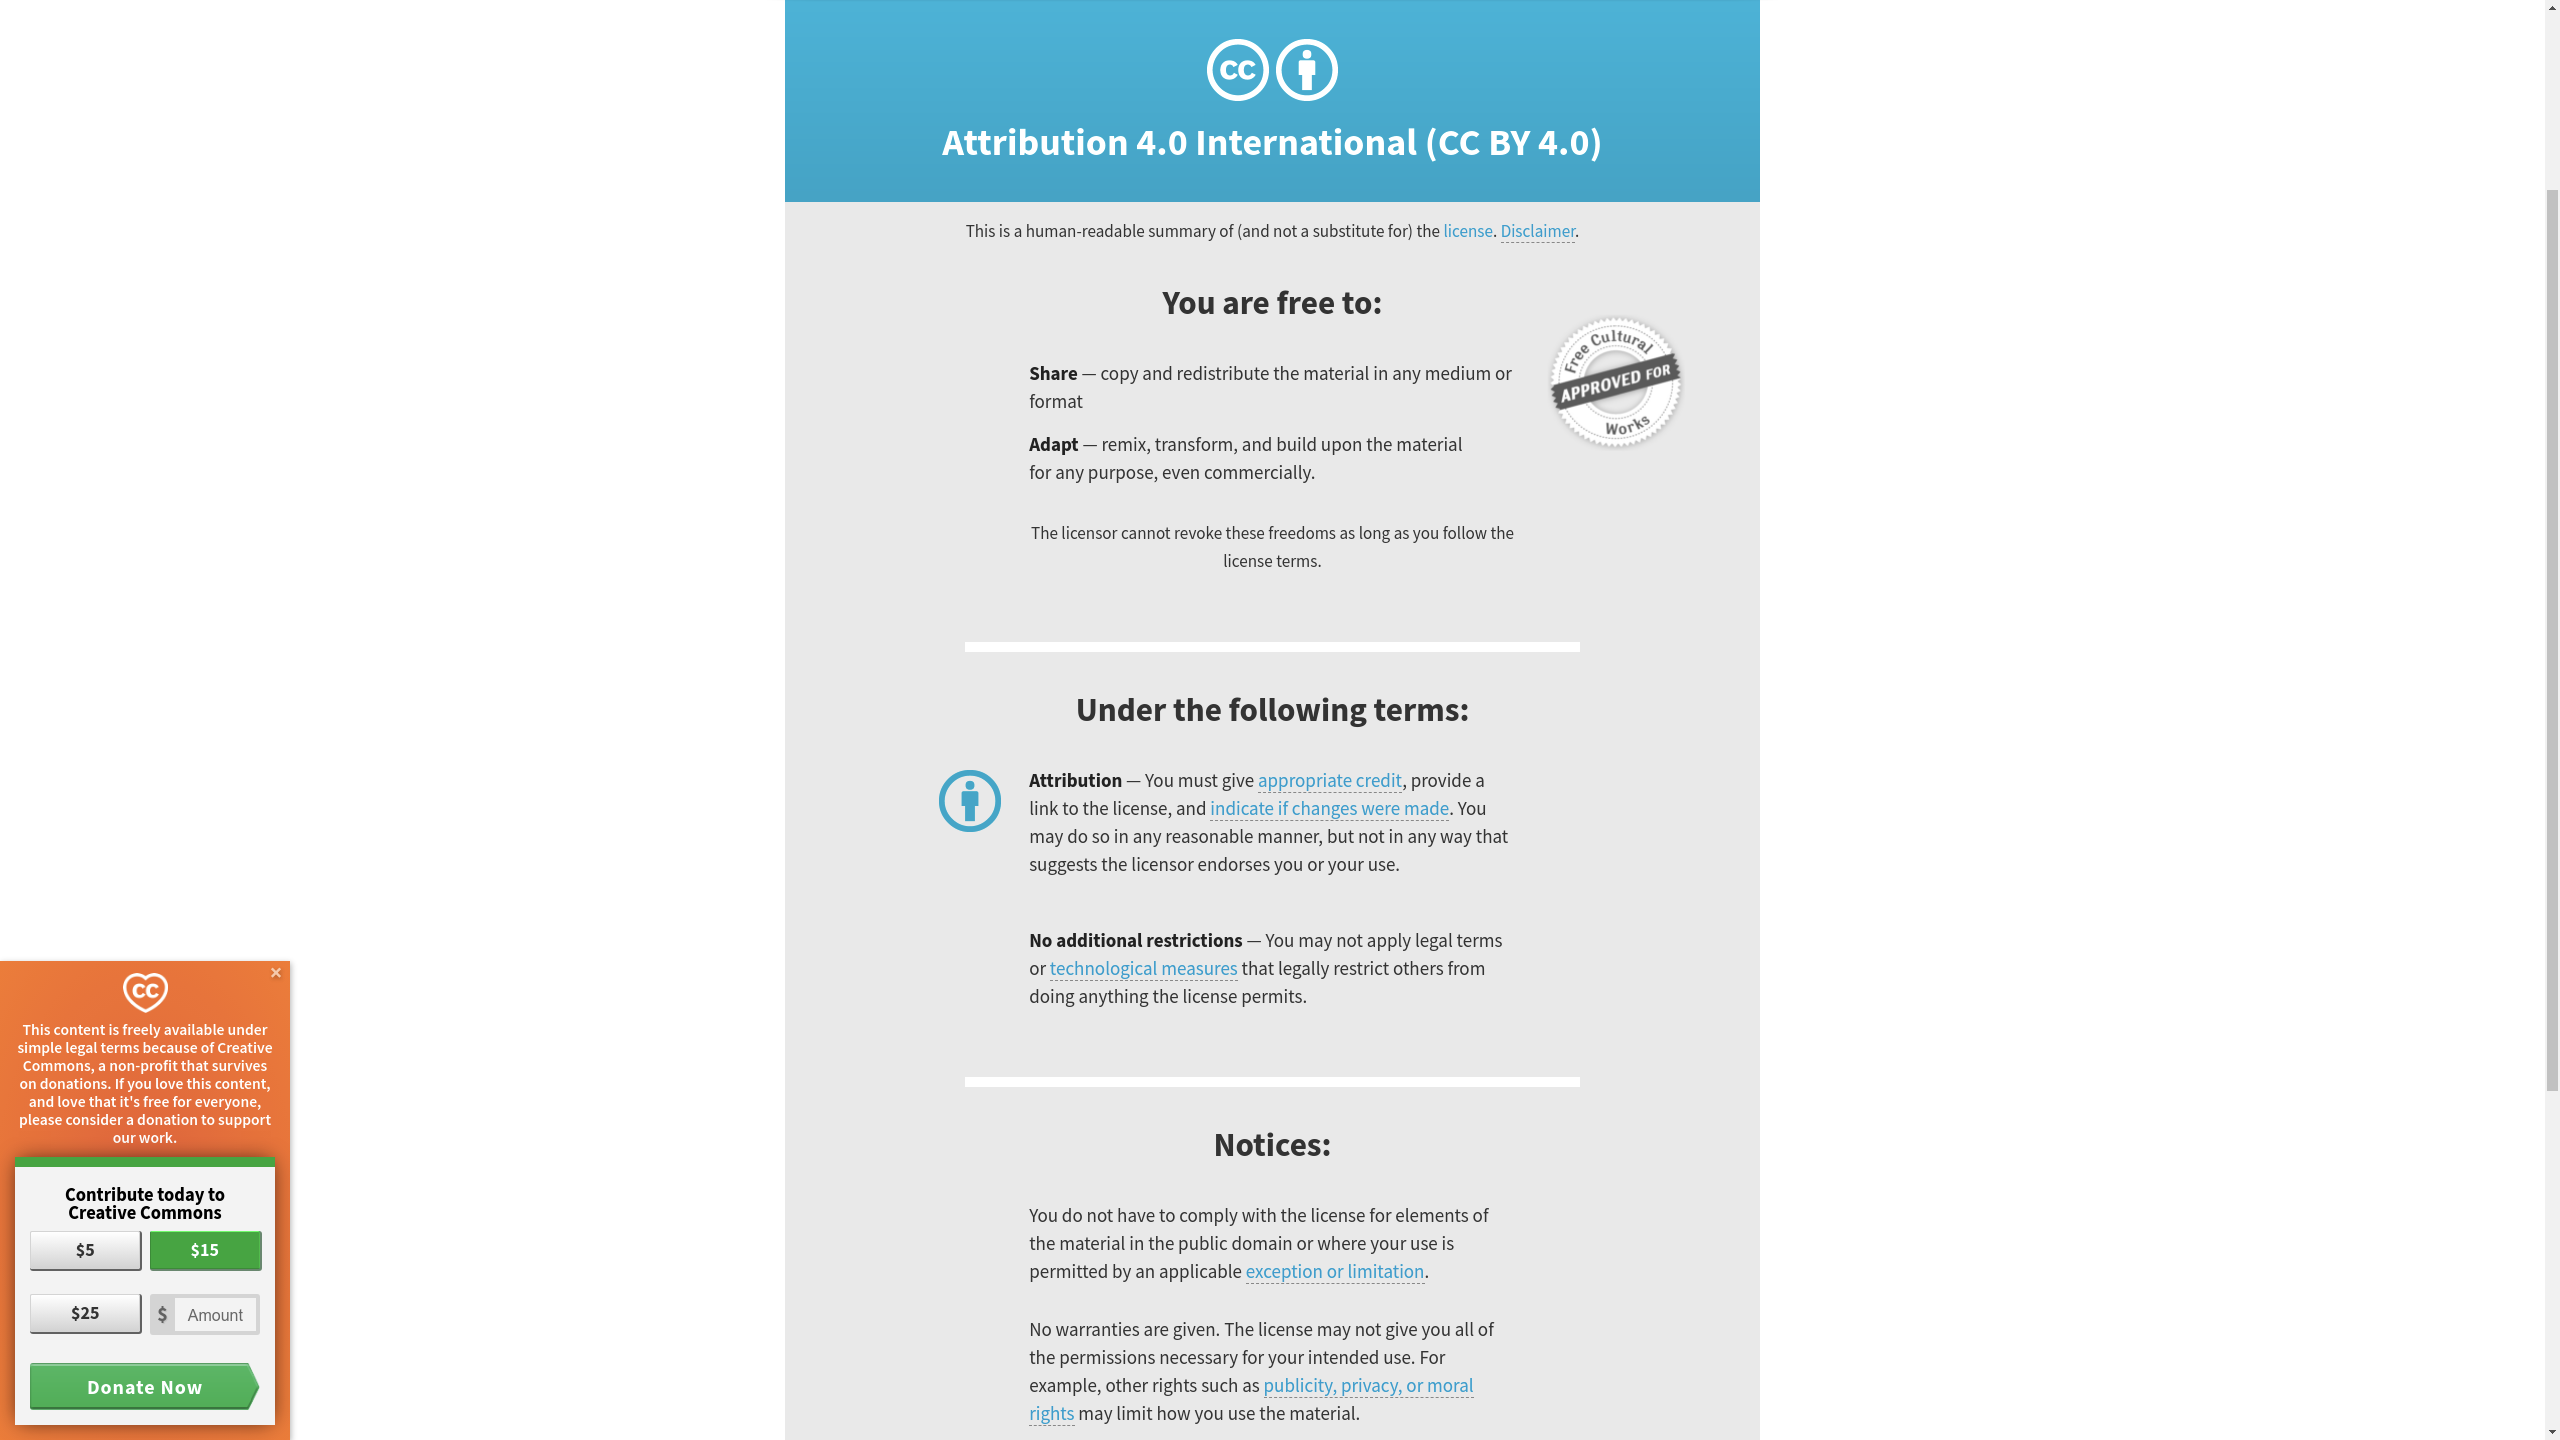 cc
Attribution 4.0 International (CC BY 4.0)
This is a human-readable summary of (and not a substitute for) the license. Disclaimer.
You are free to:
Free Cultural
APPROVED FOR
Works
Share — copy and redistribute the material in any medium or
format
Adapt — remix, transform, and build upon the material
for any purpose, even commercially.
The licensor cannot revoke these freedoms as long as you follow the
license terms.
Under the following terms:
Attribution — You must give appropriate credit, provide a
link to the license, and indicate if changes were made. You
may do so in any reasonable manner, but not in any way that
suggests the licensor endorses you or your use.
No additional restrictions — You may not apply legal terms
or technological measures that legally restrict others from
doing anything the license permits.
Notices:
You do not have to comply with the license for elements of
the material in the public domain or where your use is
permitted by an applicable exception or limitation.
No warranties are given. The license may not give you all of
the permissions necessary for your intended use. For
example, other rights such as publicity, privacy, or moral
rights may limit how you use the material.
×
cc
This content is freely available under
simple legal terms because of Creative
Commons, a non-profit that survives
on donations. If you love this content,
and love that it's free for everyone,
please consider a donation to support
our work.
Contribute today to
Creative Commons
$5
$15
$25
$ Amount
Donate Now